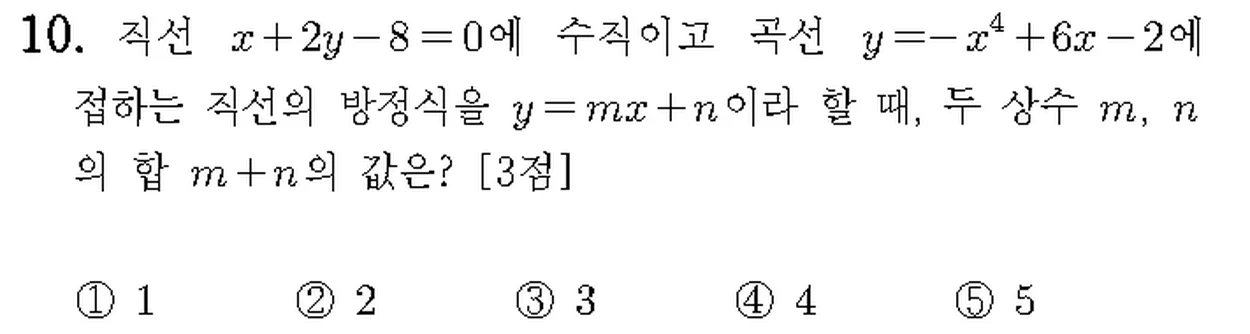 10. 직선 x+2y-8=0에 수직이고 곡선 y=-x⁴+6x-2에
접하는 직선의 방정식을 y=mx+n이라 할 때, 두 상수 m, n
의 합 m+n의 값은? [3점]
① 1 ② 2 ③ 3 ④ 4 ⑤ 5